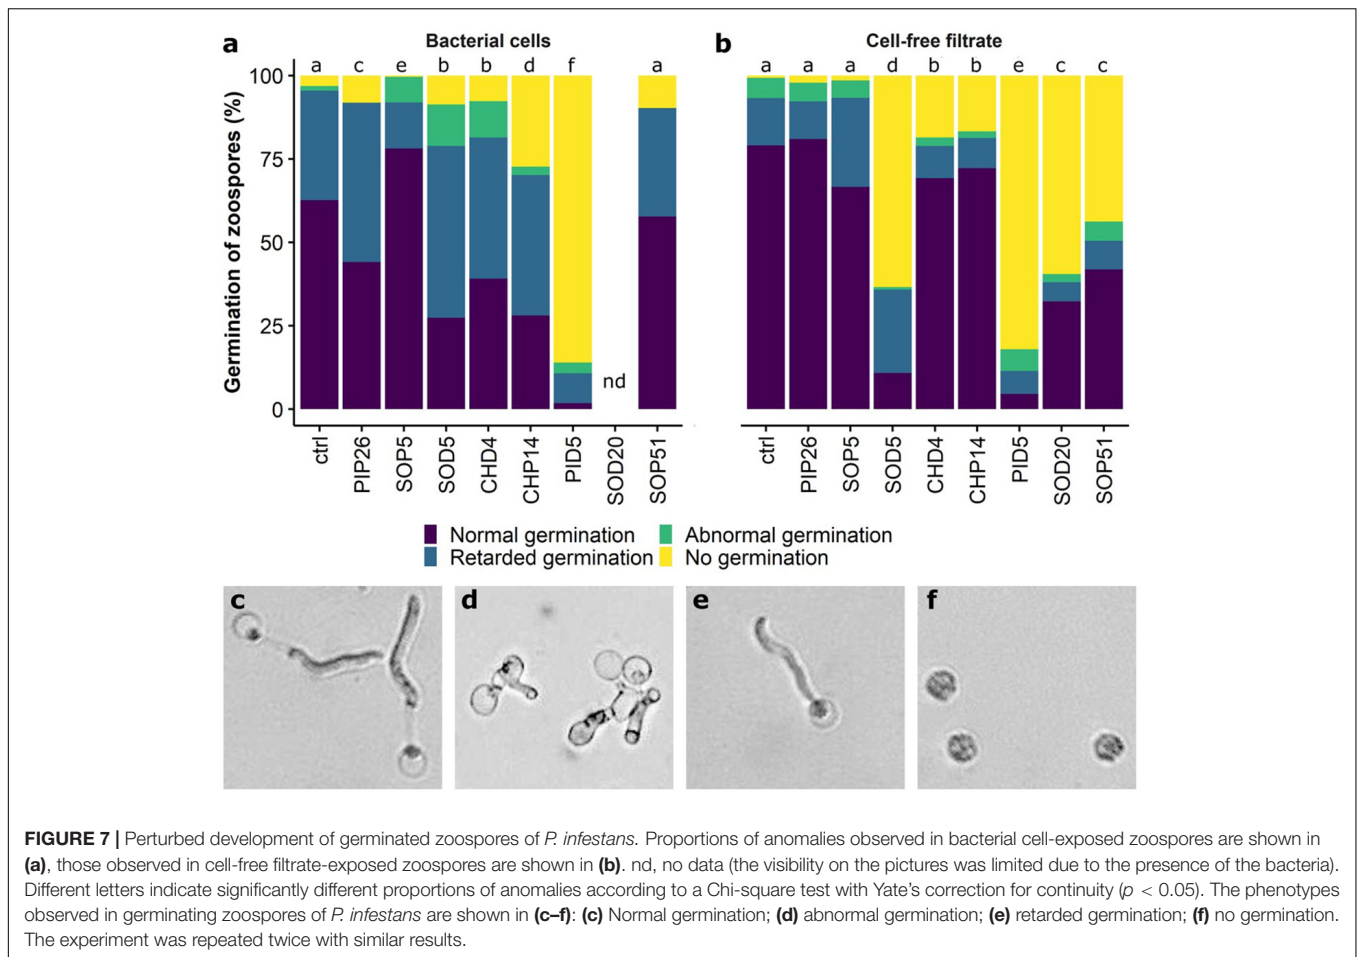 a
Bacterial cells
a c e b b d f a
Germination of zoospores (%)
100
75
50
25
0
nd
ctrl
PIP26
SOP5
SOD5
CHD4
CHP14
PID5
SOD20
SOP51
b
Cell-free filtrate
a a a d b b e c c
ctrl
PIP26
SOP5
SOD5
CHD4
CHP14
PID5
SOD20
SOP51
Normal germination
Abnormal germination
Retarded germination
No germination
c
d
e
f
FIGURE 7 | Perturbed development of germinated zoospores of P. infestans. Proportions of anomalies observed in bacterial cell-exposed zoospores are shown in
(a), those observed in cell-free filtrate-exposed zoospores are shown in (b). nd, no data (the visibility on the pictures was limited due to the presence of the bacteria).
Different letters indicate significantly different proportions of anomalies according to a Chi-square test with Yate's correction for continuity (p < 0.05). The phenotypes
observed in germinating zoospores of P. infestans are shown in (c–f): (c) Normal germination; (d) abnormal germination; (e) retarded germination; (f) no germination.
The experiment was repeated twice with similar results.